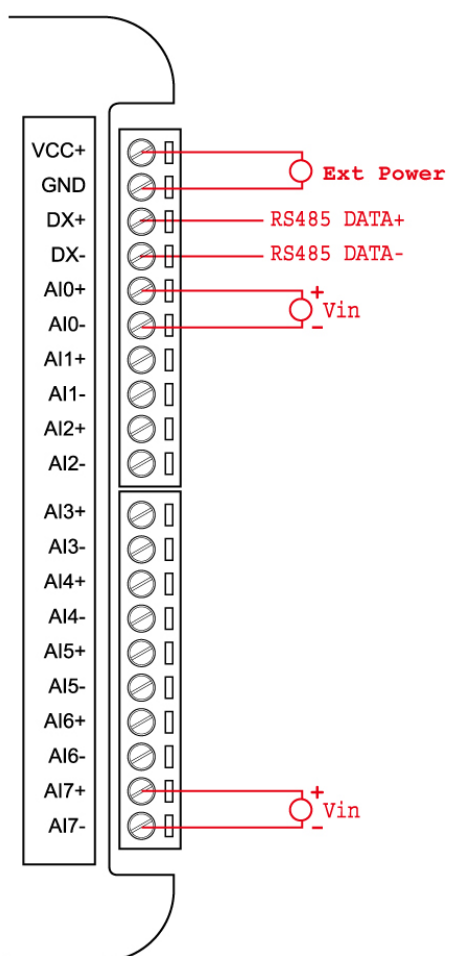 VCC+
GND
Ext Power
DX+
RS485 DATA+
DX-
RS485 DATA-
AI0+
+
Vin
AI0-
-
AI1+
AI1-
AI2+
AI2-
AI3+
AI3-
AI4+
AI4-
AI5+
AI5-
AI6+
AI6-
AI7+
+
Vin
AI7-
-